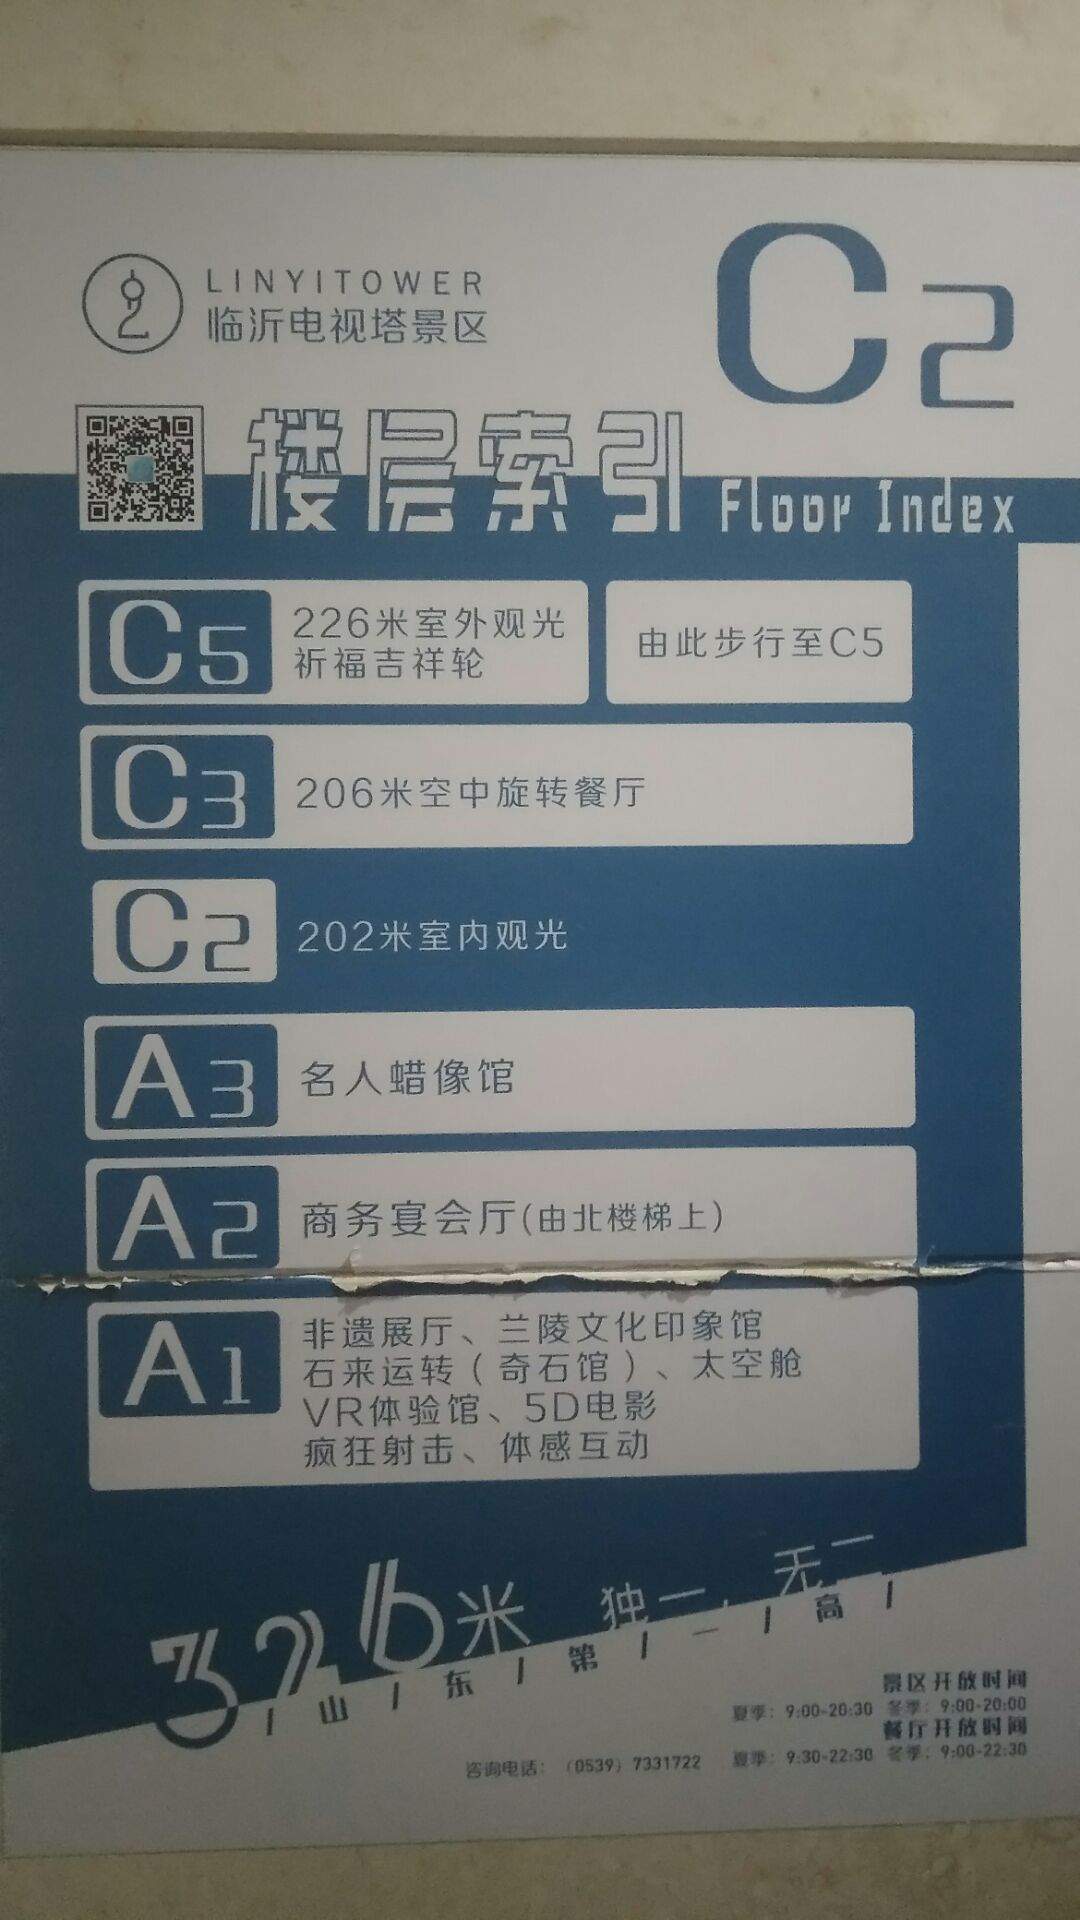 LINYITOWER
临沂电视塔景区
C2
楼层索引 Floor Index
C5
226米室外观光
祈福吉祥轮
由此步行至C5
C3
206米空中旋转餐厅
C2
202米室内观光
A3
名人蜡像馆
A2
商务宴会厅(由北楼梯上)
A1
非遗展厅、兰陵文化印象馆
石来运转（奇石馆）、太空舱
VR体验馆、5D电影
疯狂射击、体感互动
326米 独一无二
/山/东/第/一/高/
景区开放时间
夏季：9:00-20:30 冬季：9:00-20:00
餐厅开放时间
咨询电话：（0539）7331722 夏季：9:30-22:30 冬季：9:00-22:30